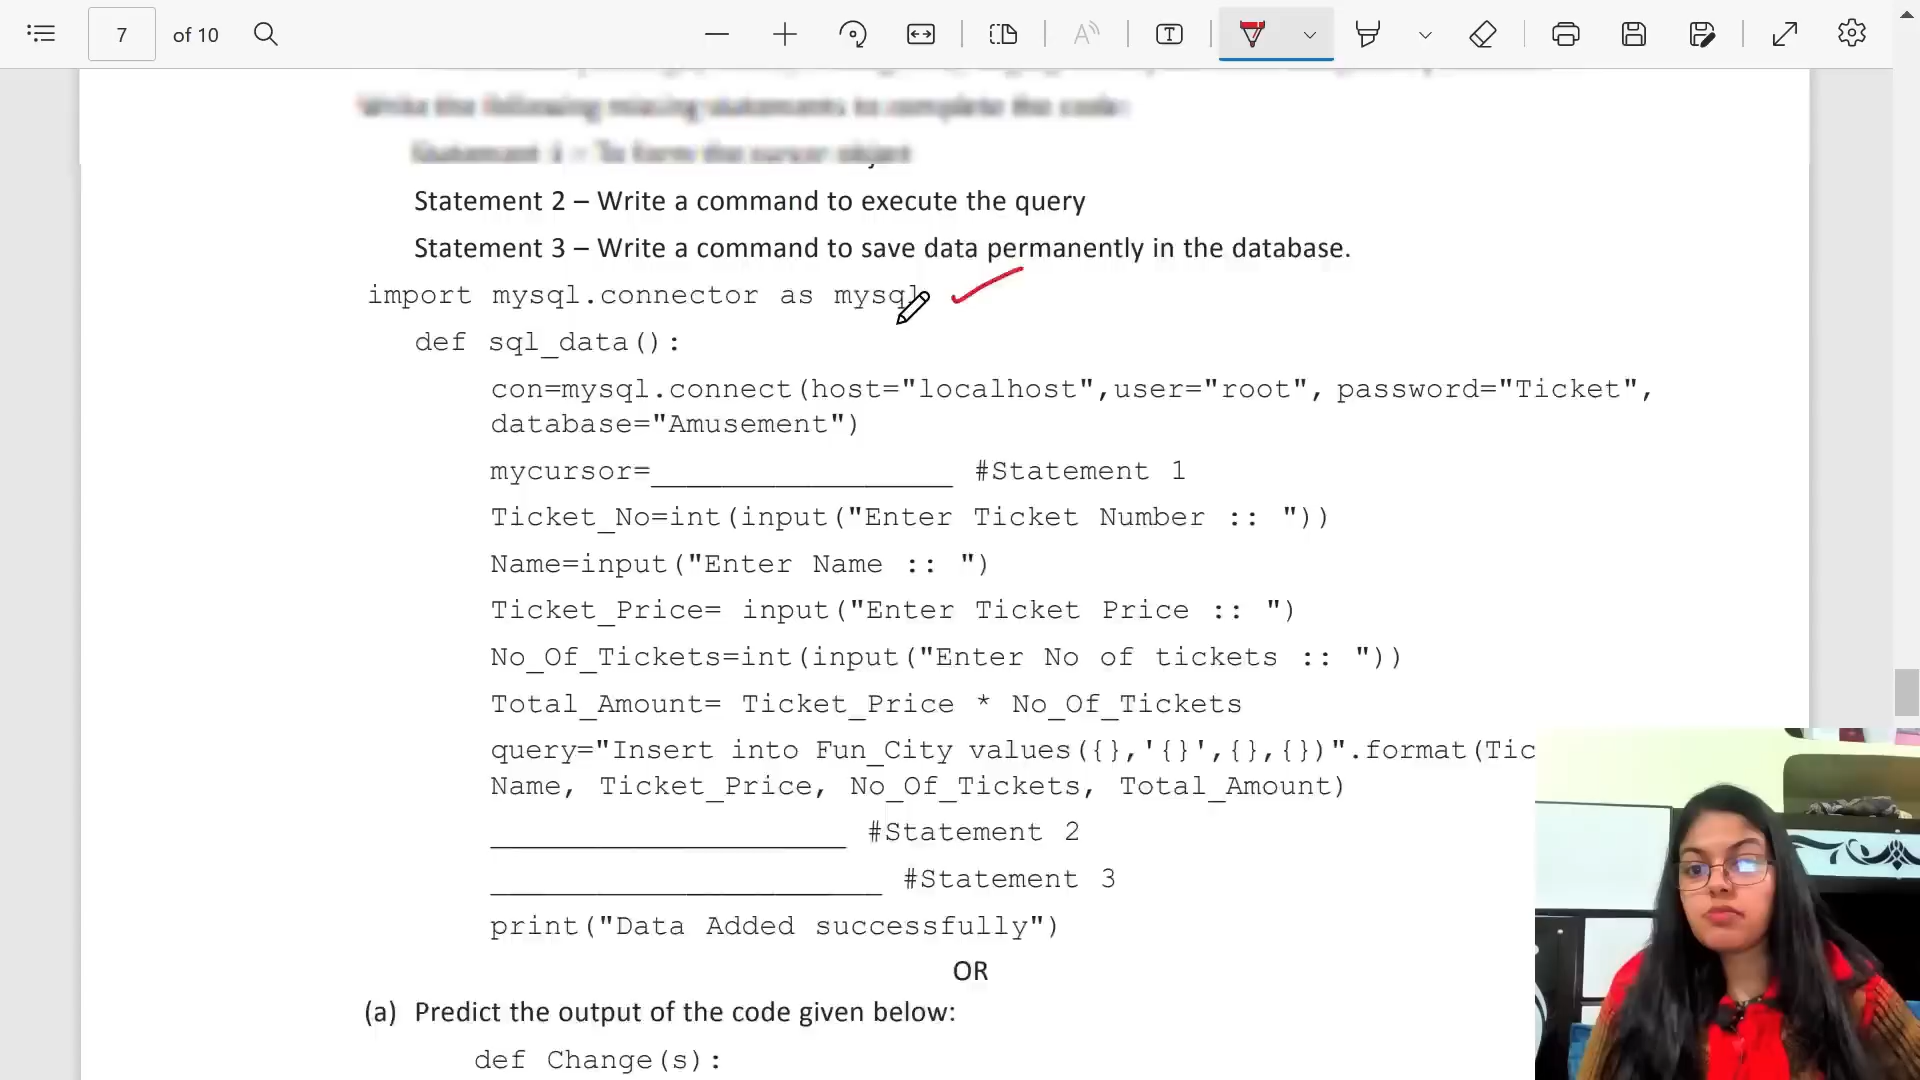 7 of 10
Statement 2 – Write a command to execute the query
Statement 3 – Write a command to save data permanently in the database.
import mysql.connector as mysql
def sql_data():
con=mysql.connect(host="localhost",user="root", password="Ticket",
database="Amusement")
mycursor=_________________ #Statement 1
Ticket_No=int(input("Enter Ticket Number :: "))
Name=input("Enter Name :: ")
Ticket_Price= input("Enter Ticket Price :: ")
No_Of_Tickets=int(input("Enter No of tickets :: "))
Total_Amount= Ticket_Price * No_Of_Tickets
query="Insert into Fun_City values({},'{}',{},{})".format(Tic
Name, Ticket_Price, No_Of_Tickets, Total_Amount)
____________________ #Statement 2
______________________ #Statement 3
print("Data Added successfully")
OR
(a) Predict the output of the code given below:
def Change(s):